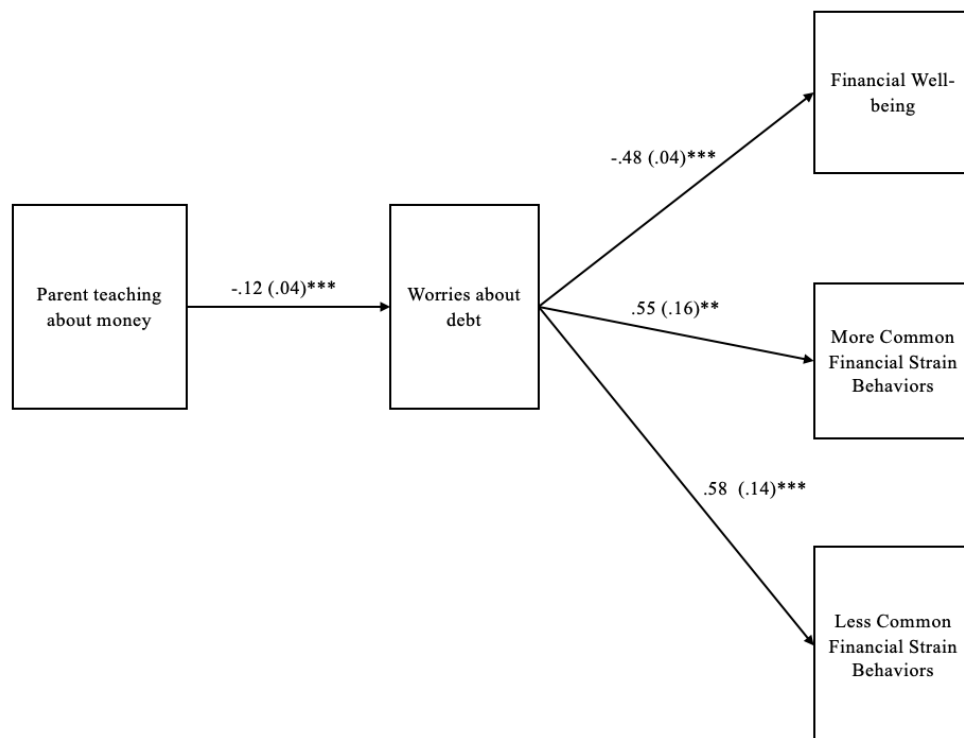 Financial Well-
being
-.48 (.04)***
Parent teaching
about money
-.12 (.04)***
Worries about
debt
.55 (.16)**
More Common
Financial Strain
Behaviors
.58  (.14)***
Less Common
Financial Strain
Behaviors